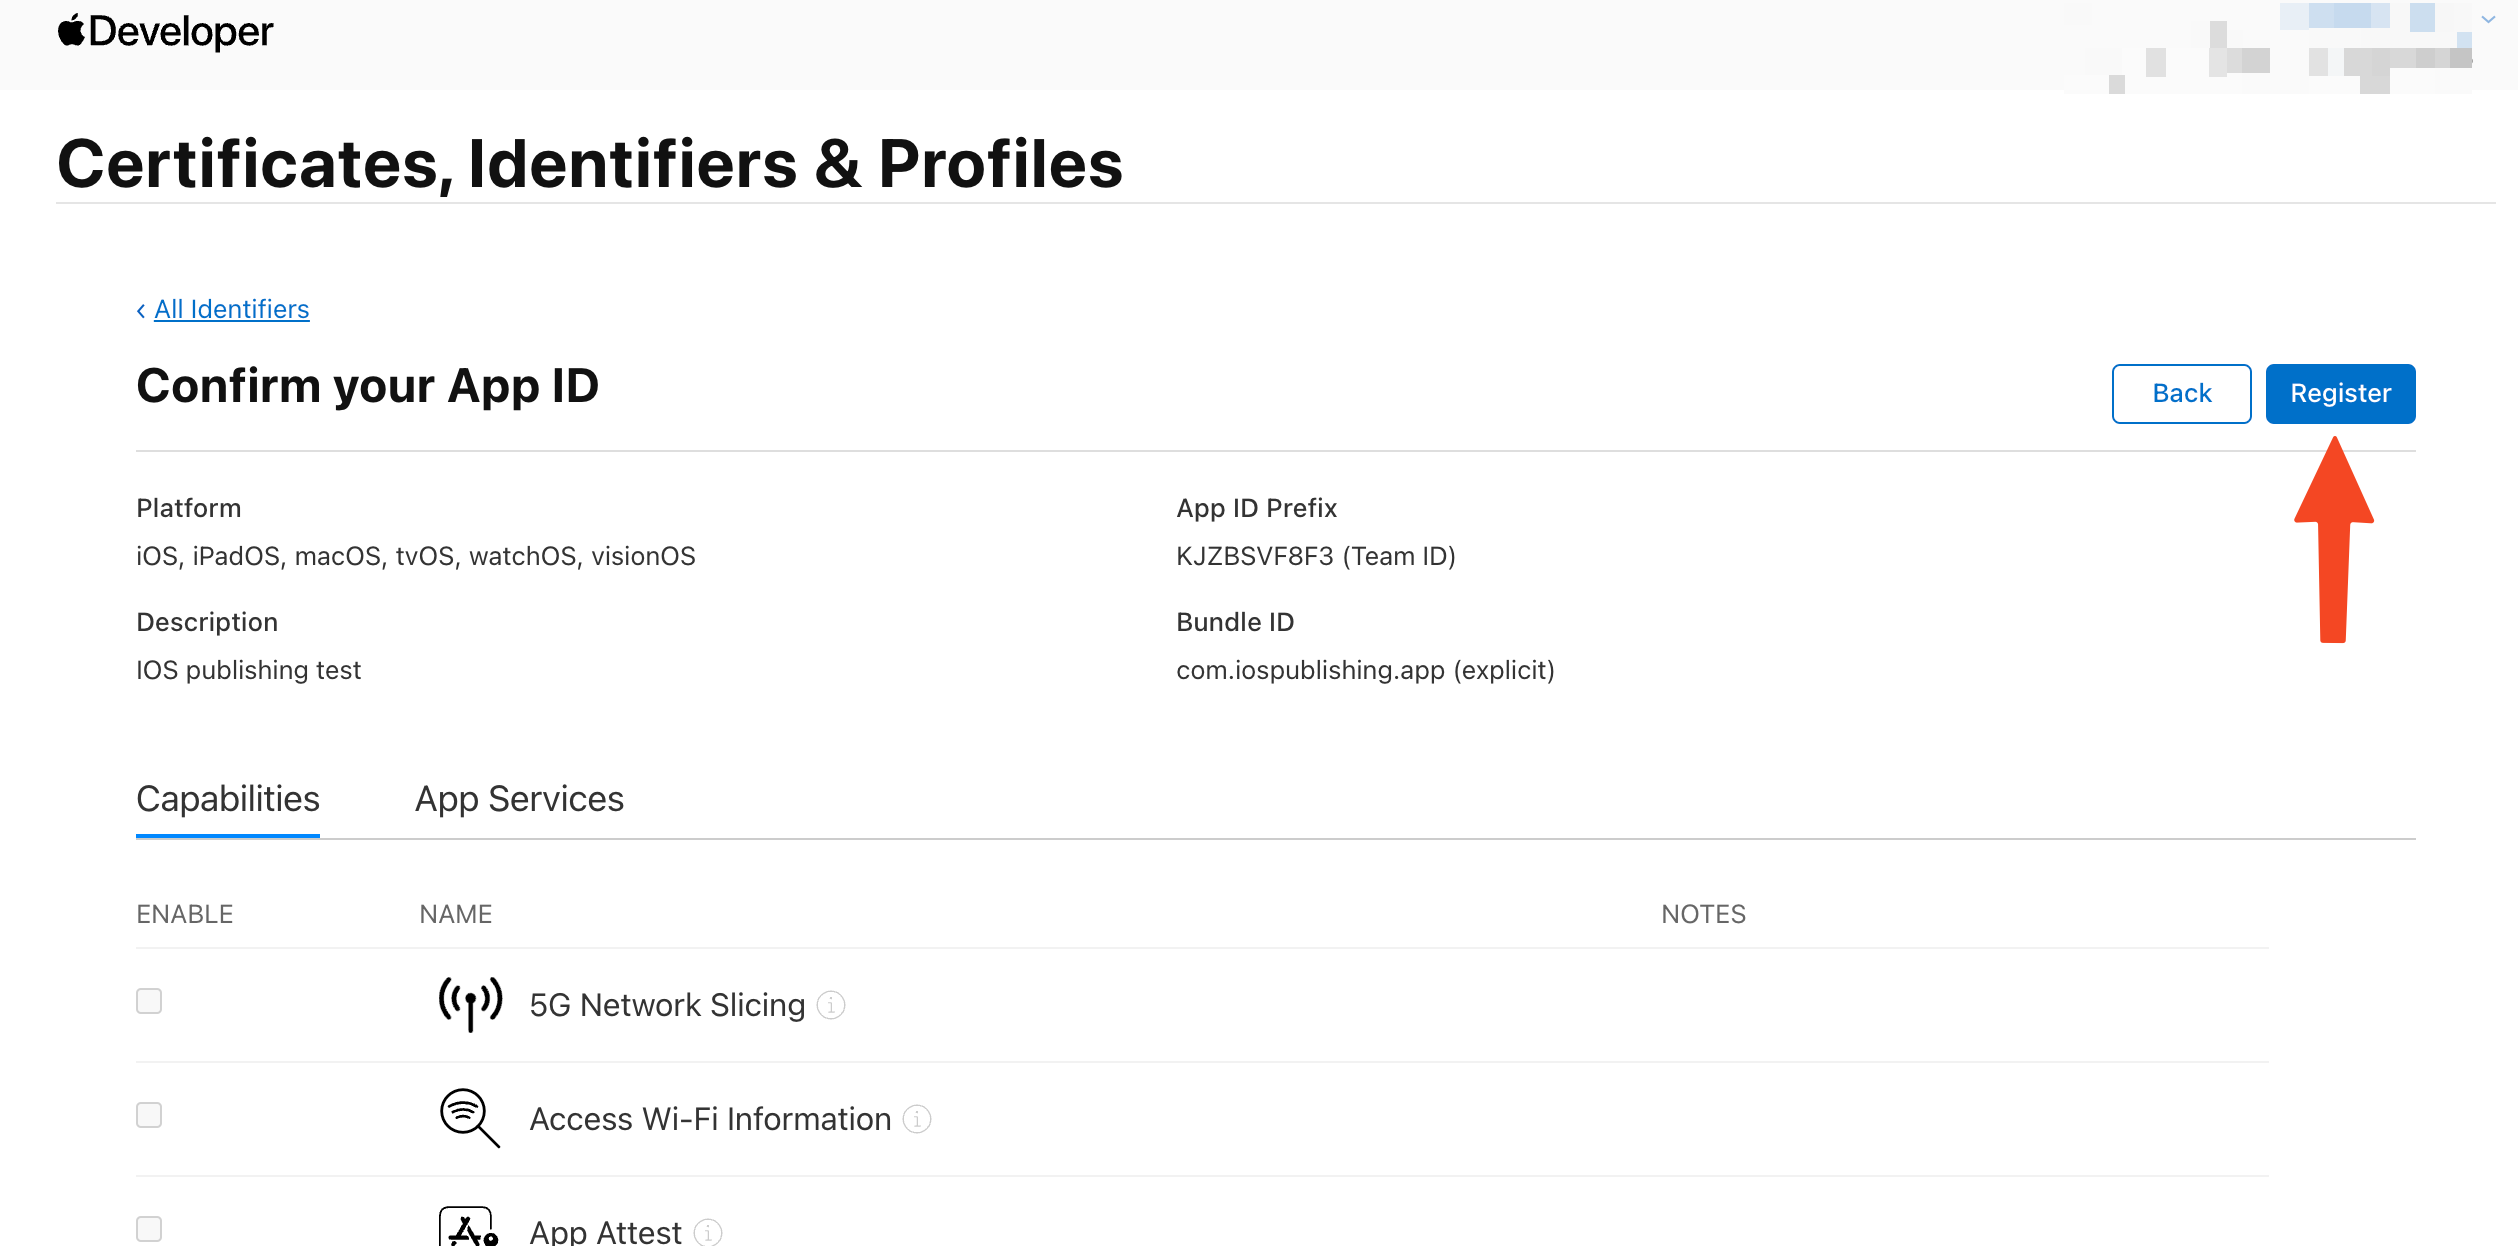 Developer
Certificates, Identifiers & Profiles
‹ All Identifiers
Confirm your App ID
Back
Register
Platform
App ID Prefix
iOS, iPadOS, macOS, tvOS, watchOS, visionOS
KJZBSVF8F3 (Team ID)
Description
Bundle ID
IOS publishing test
com.iospublishing.app (explicit)
Capabilities
App Services
ENABLE
NAME
NOTES
5G Network Slicing
Access Wi-Fi Information
App Attest